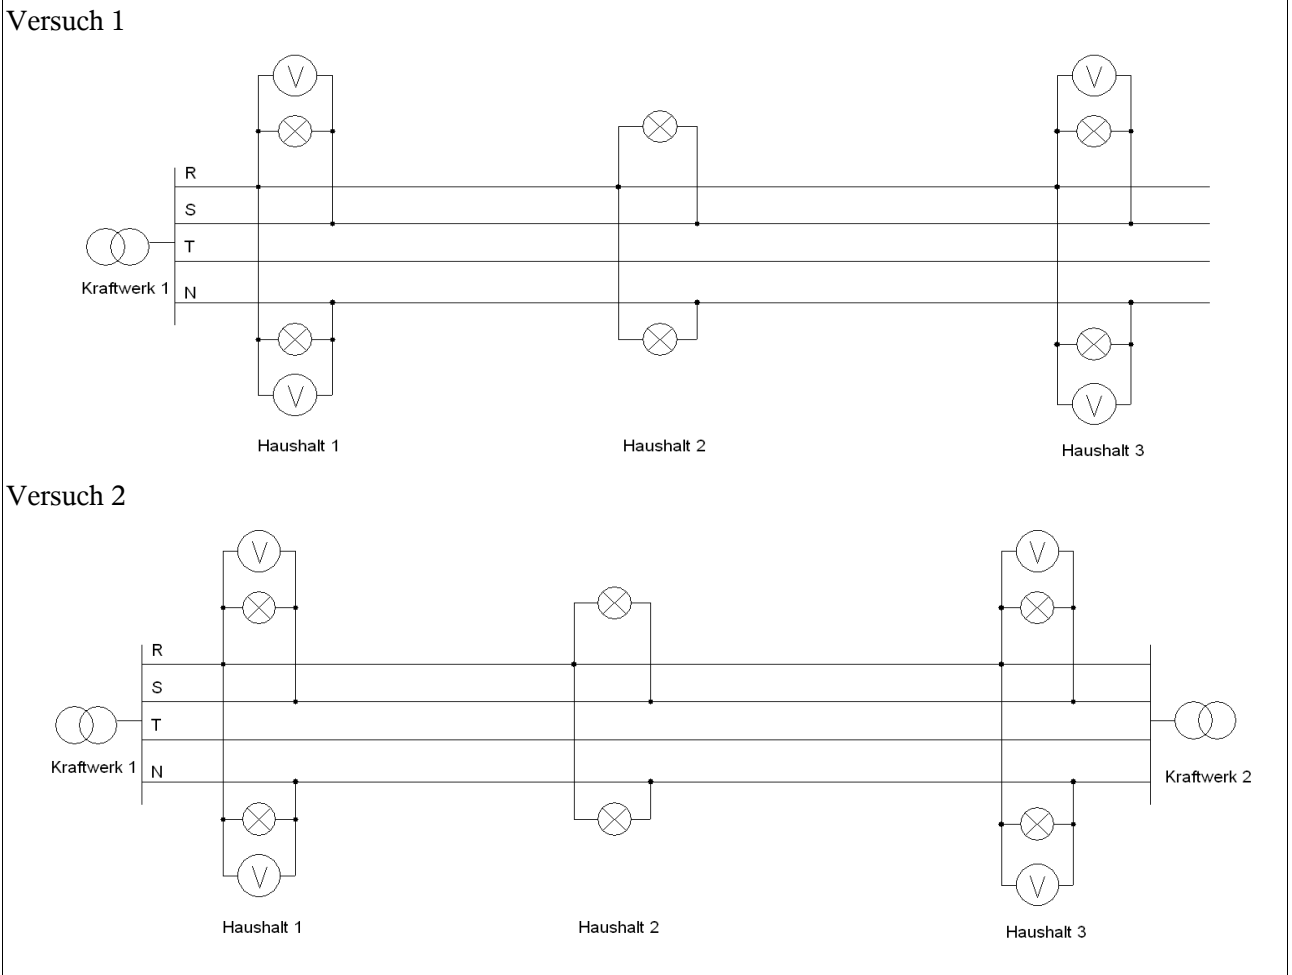 Versuch 1
V
V
R
S
T
Kraftwerk 1
N
V
V
Haushalt 1
Haushalt 2
Haushalt 3
Versuch 2
V
V
R
S
T
Kraftwerk 1
N
Kraftwerk 2
V
V
Haushalt 1
Haushalt 2
Haushalt 3